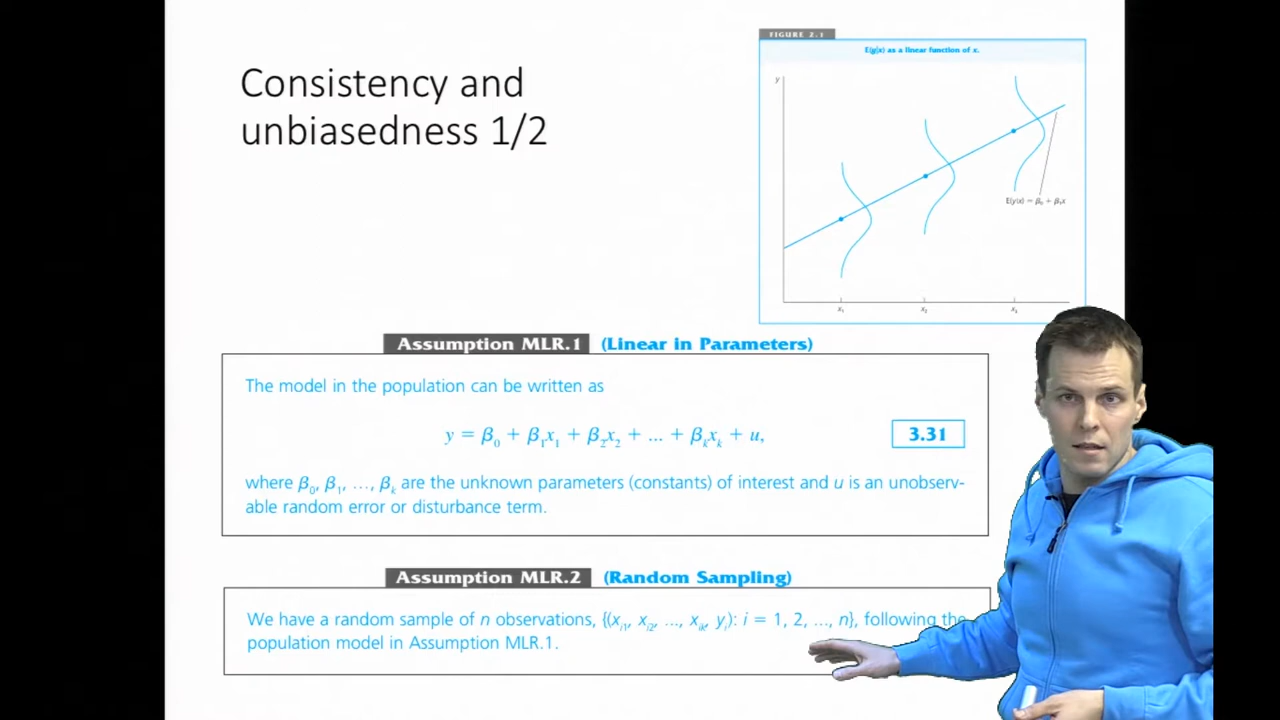 Consistency and
unbiasedness 1/2
FIGURE 2.1
E(y|x) as a linear function of x.
y
E(y|x) = β₀ + β₁x
x₁
x₂
x₃
Assumption MLR.1 (Linear in Parameters)
The model in the population can be written as
y = β₀ + β₁x₁ + β₂x₂ + ... + βₖxₖ + u,
3.31
where β₀, β₁, ..., βₖ are the unknown parameters (constants) of interest and u is an unobserv-
able random error or disturbance term.
Assumption MLR.2 (Random Sampling)
We have a random sample of n observations, {(xᵢ₁, xᵢ₂, ..., xᵢₖ, yᵢ): i = 1, 2, ..., n}, following the
population model in Assumption MLR.1.